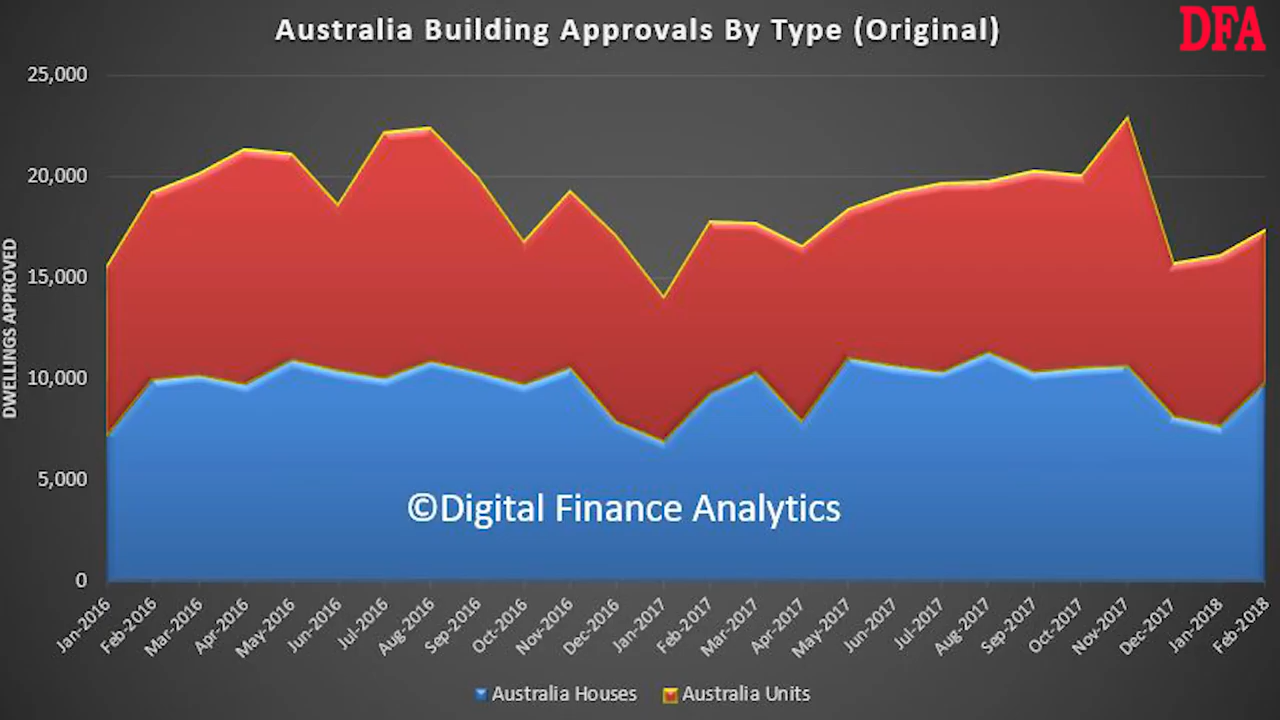 Australia Building Approvals By Type (Original)
DFA
25,000
20,000
15,000
10,000
5,000
0
DWELLINGS APPROVED
©Digital Finance Analytics
Jan-2016
Feb-2016
Mar-2016
Apr-2016
May-2016
Jun-2016
Jul-2016
Aug-2016
Sep-2016
Oct-2016
Nov-2016
Dec-2016
Jan-2017
Feb-2017
Mar-2017
Apr-2017
May-2017
Jun-2017
Jul-2017
Aug-2017
Sep-2017
Oct-2017
Nov-2017
Dec-2017
Jan-2018
Feb-2018
Australia Houses
Australia Units